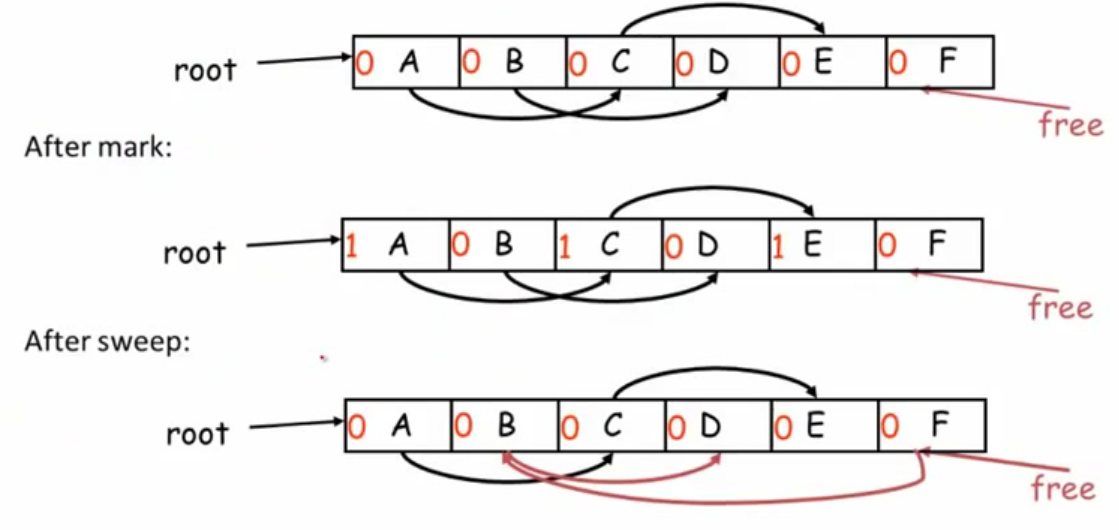 root 0 A 0 B 0 C 0 D 0 E 0 F
free
After mark:
root 1 A 0 B 1 C 0 D 1 E 0 F
free
After sweep:
root 0 A 0 B 0 C 0 D 0 E 0 F
free